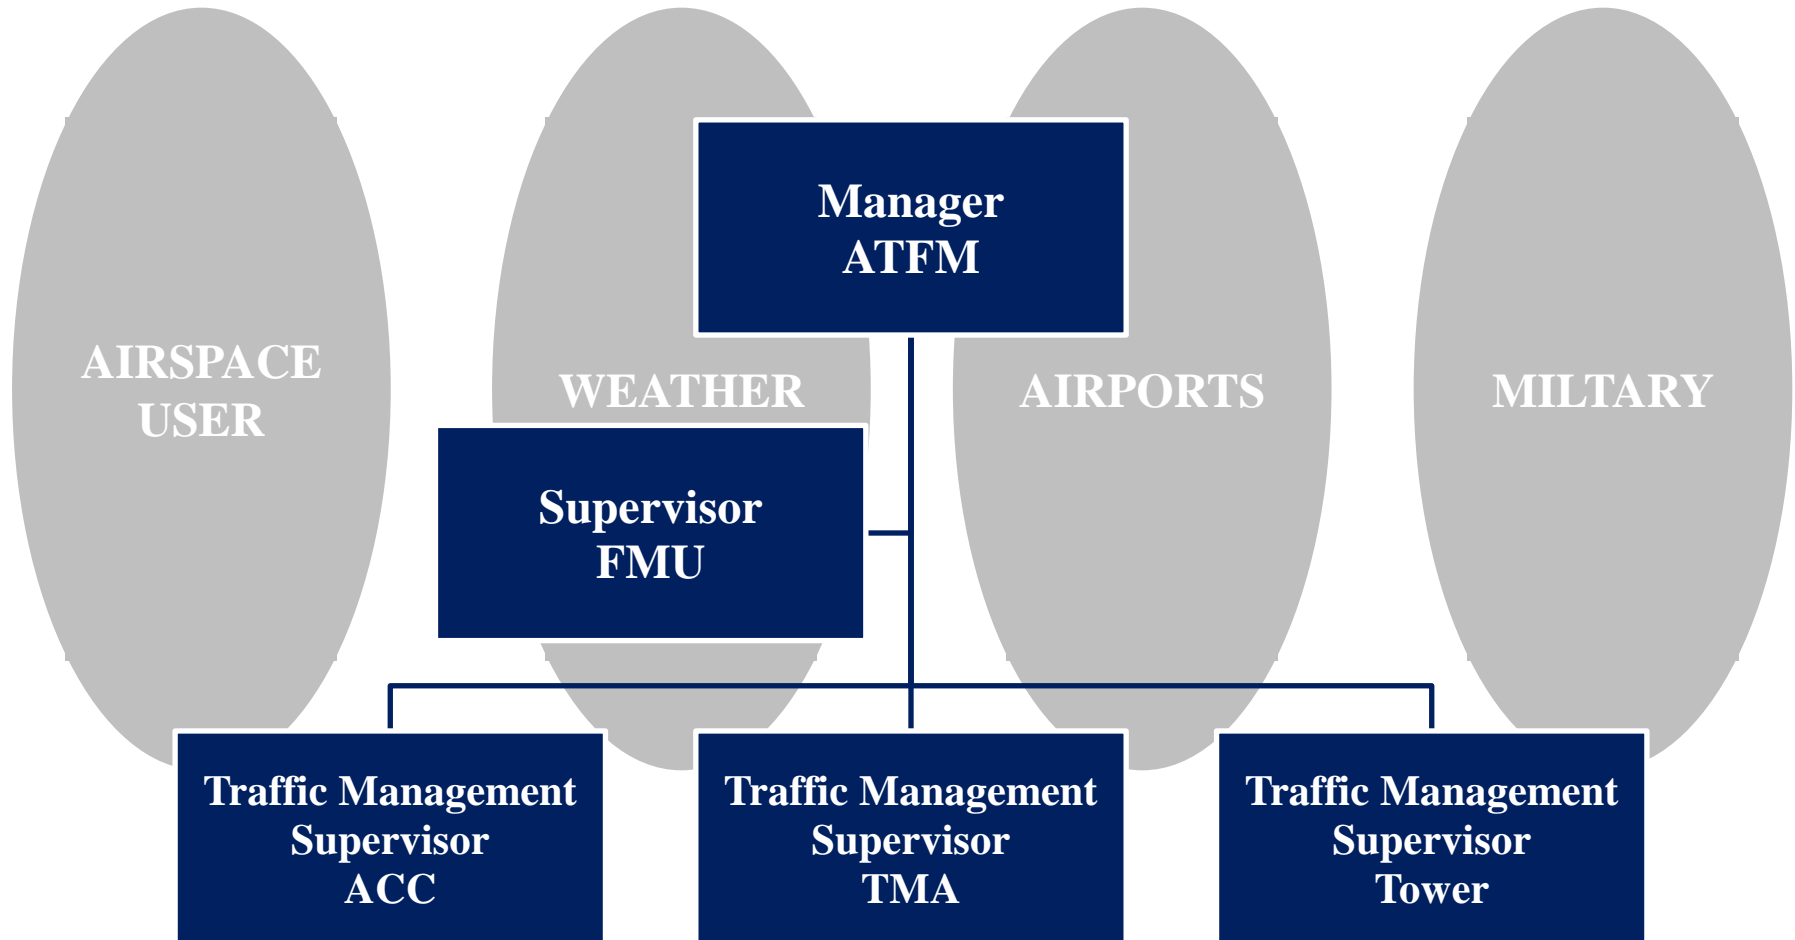 Manager
ATFM
AIRSPACE
USER
WEATHER
AIRPORTS
MILTARY
Supervisor
FMU
Traffic Management
Supervisor
ACC
Traffic Management
Supervisor
TMA
Traffic Management
Supervisor
Tower